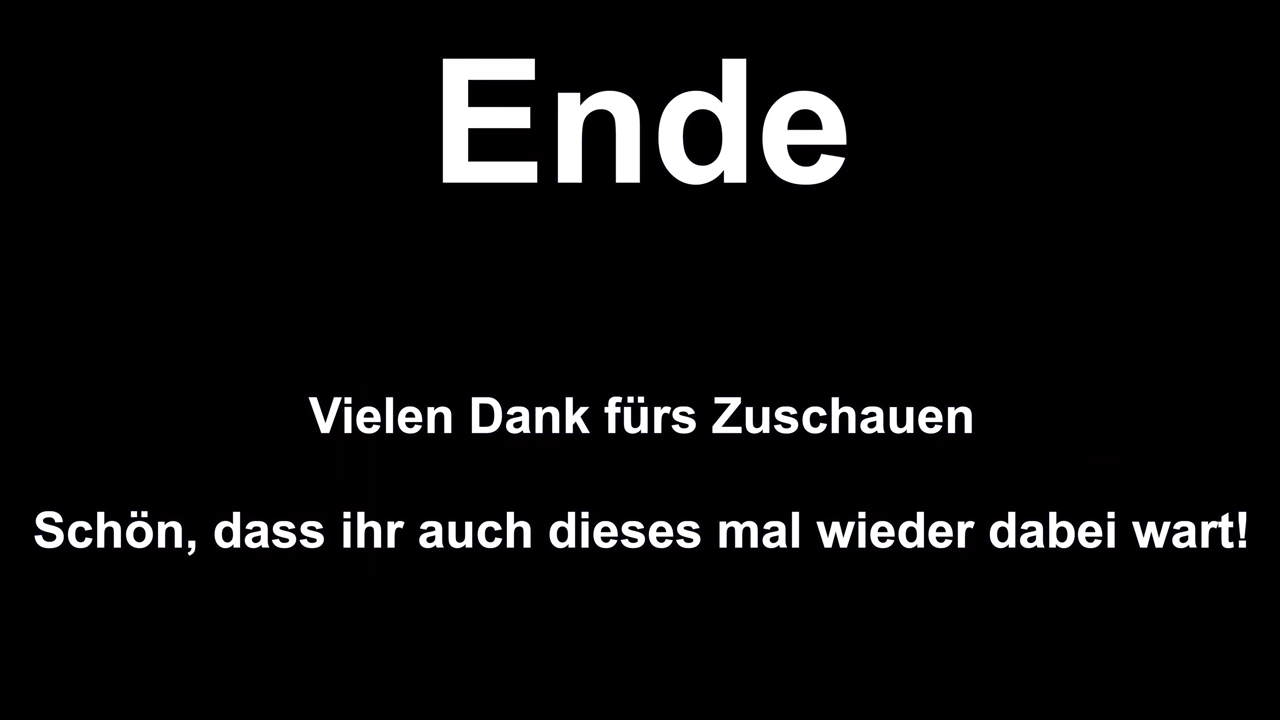 Ende
Vielen Dank fürs Zuschauen
Schön, dass ihr auch dieses mal wieder dabei wart!